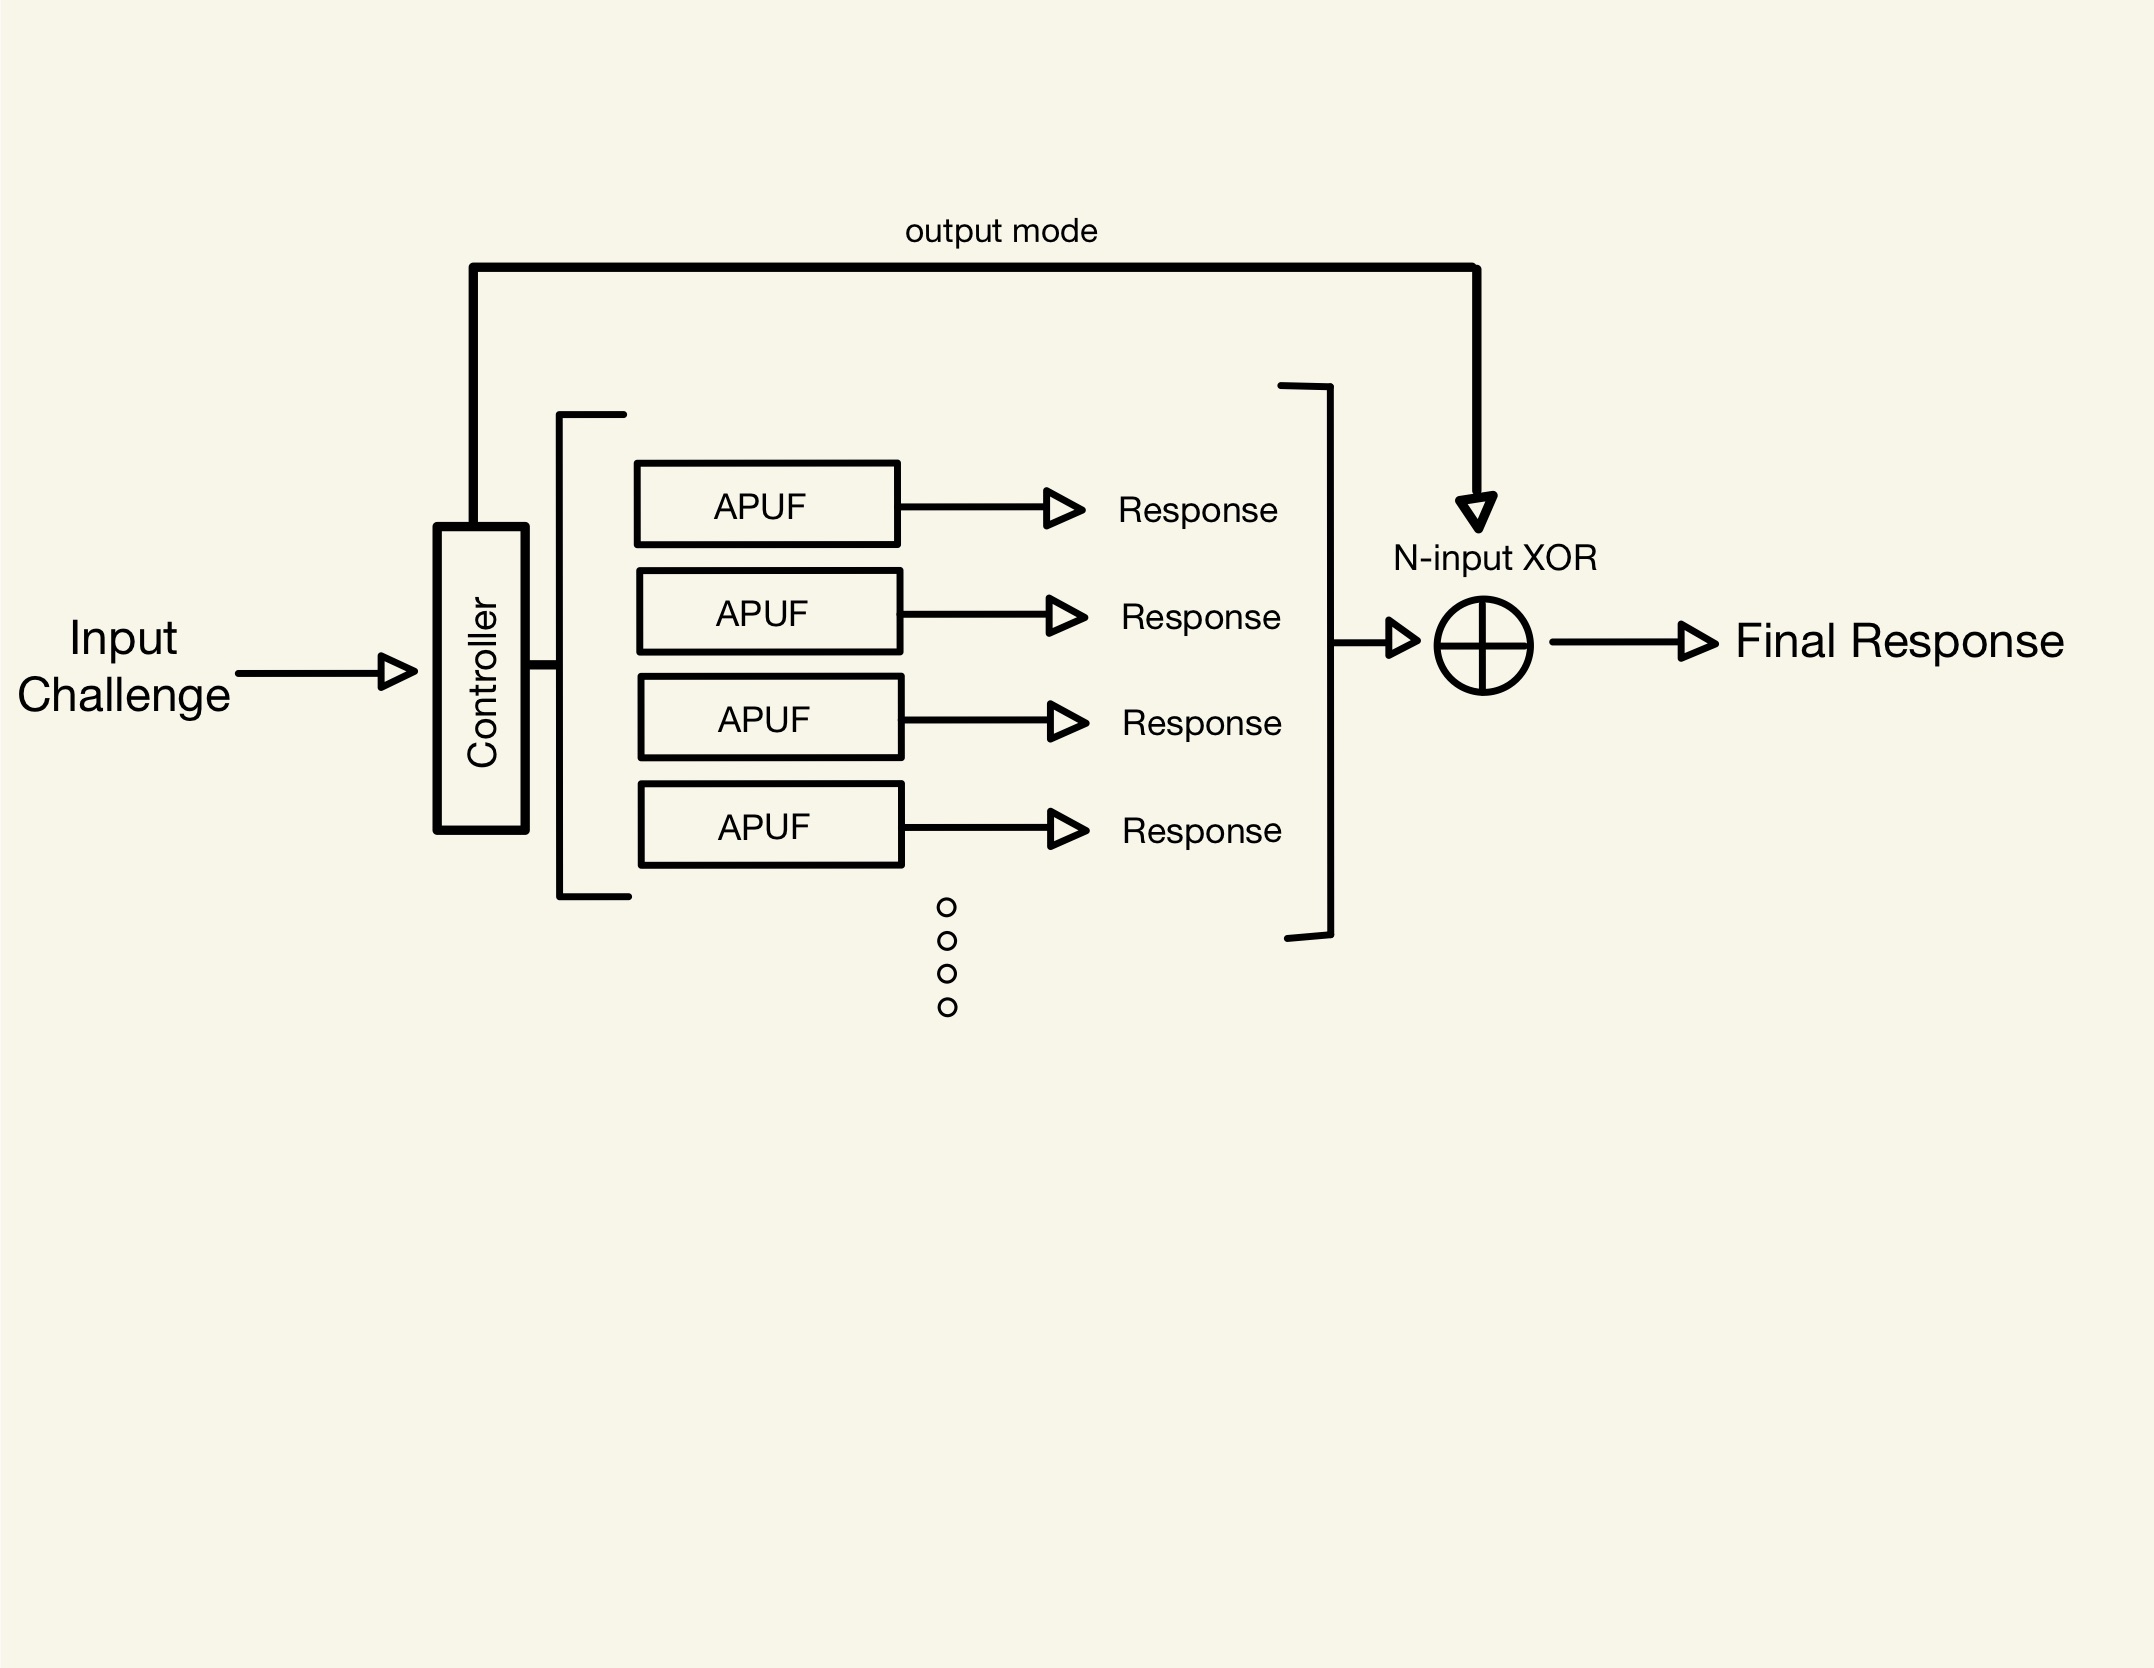 output mode
APUF
Response
N-input XOR
APUF
Response
Input
Challenge
Controller
Final Response
APUF
Response
APUF
Response